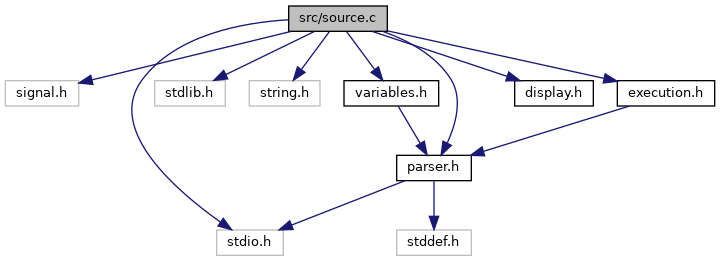 src/source.c
signal.h
stdlib.h
string.h
variables.h
display.h
execution.h
parser.h
stdio.h
stddef.h